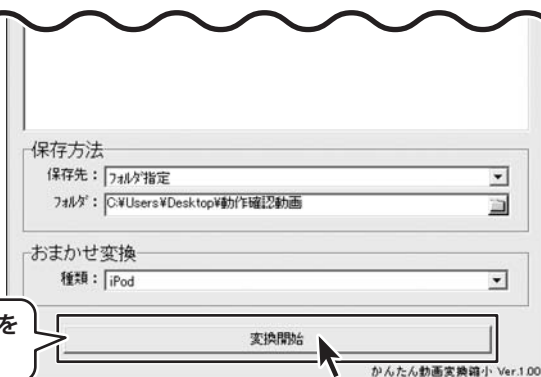 保存方法
保存先： フォルダ指定
フォルダ： C:¥Users¥Desktop¥動作確認動画
おまかせ変換
種類： iPod
を
変換開始
かんたん動画変換縮小 Ver.1.00